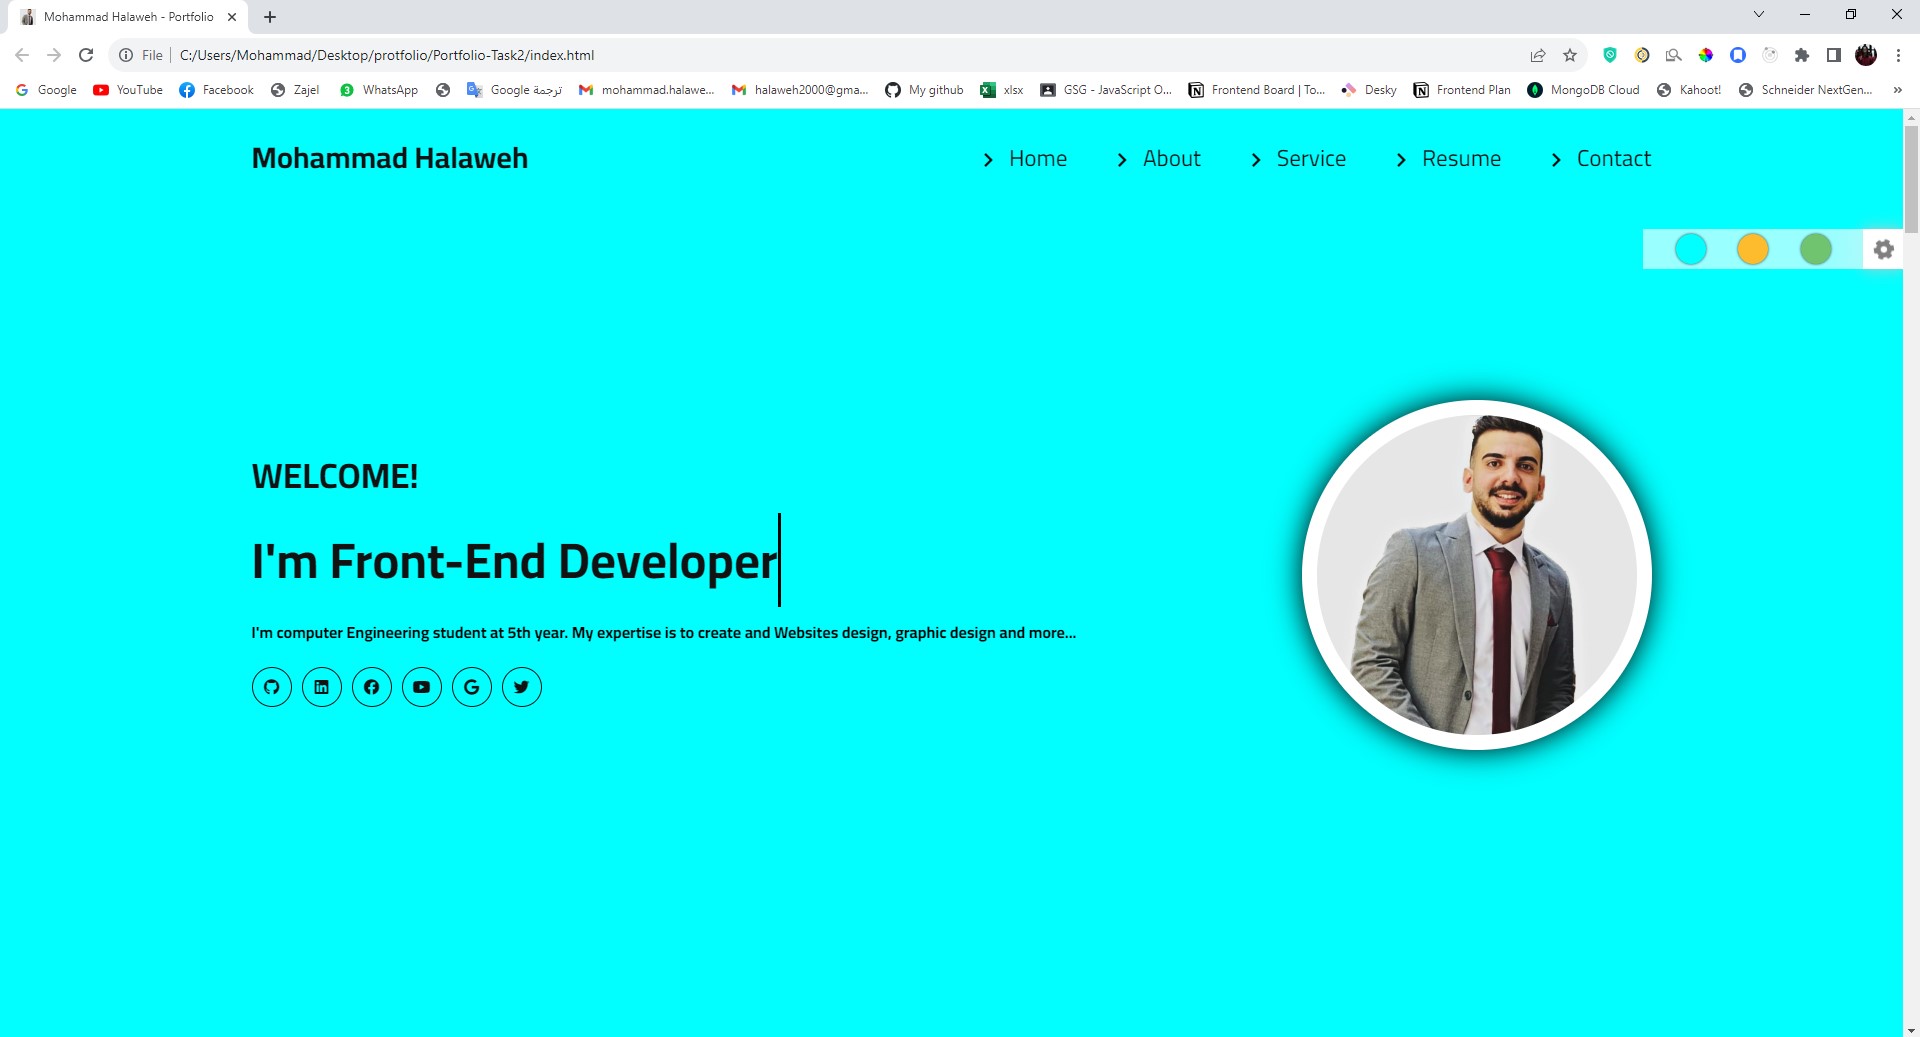 Mohammad Halaweh - Portfolio
File C:/Users/Mohammad/Desktop/protfolio/Portfolio-Task2/index.html
Google YouTube Facebook Zajel WhatsApp Google ترجمة mohammad.halawe... halaweh2000@gma... My github xlsx GSG - JavaScript O... Frontend Board | To... Desky Frontend Plan MongoDB Cloud Kahoot! Schneider NextGen... »
Mohammad Halaweh
Home About Service Resume Contact
WELCOME!
I'm Front-End Developer
I'm computer Engineering student at 5th year. My expertise is to create and Websites design, graphic design and more...